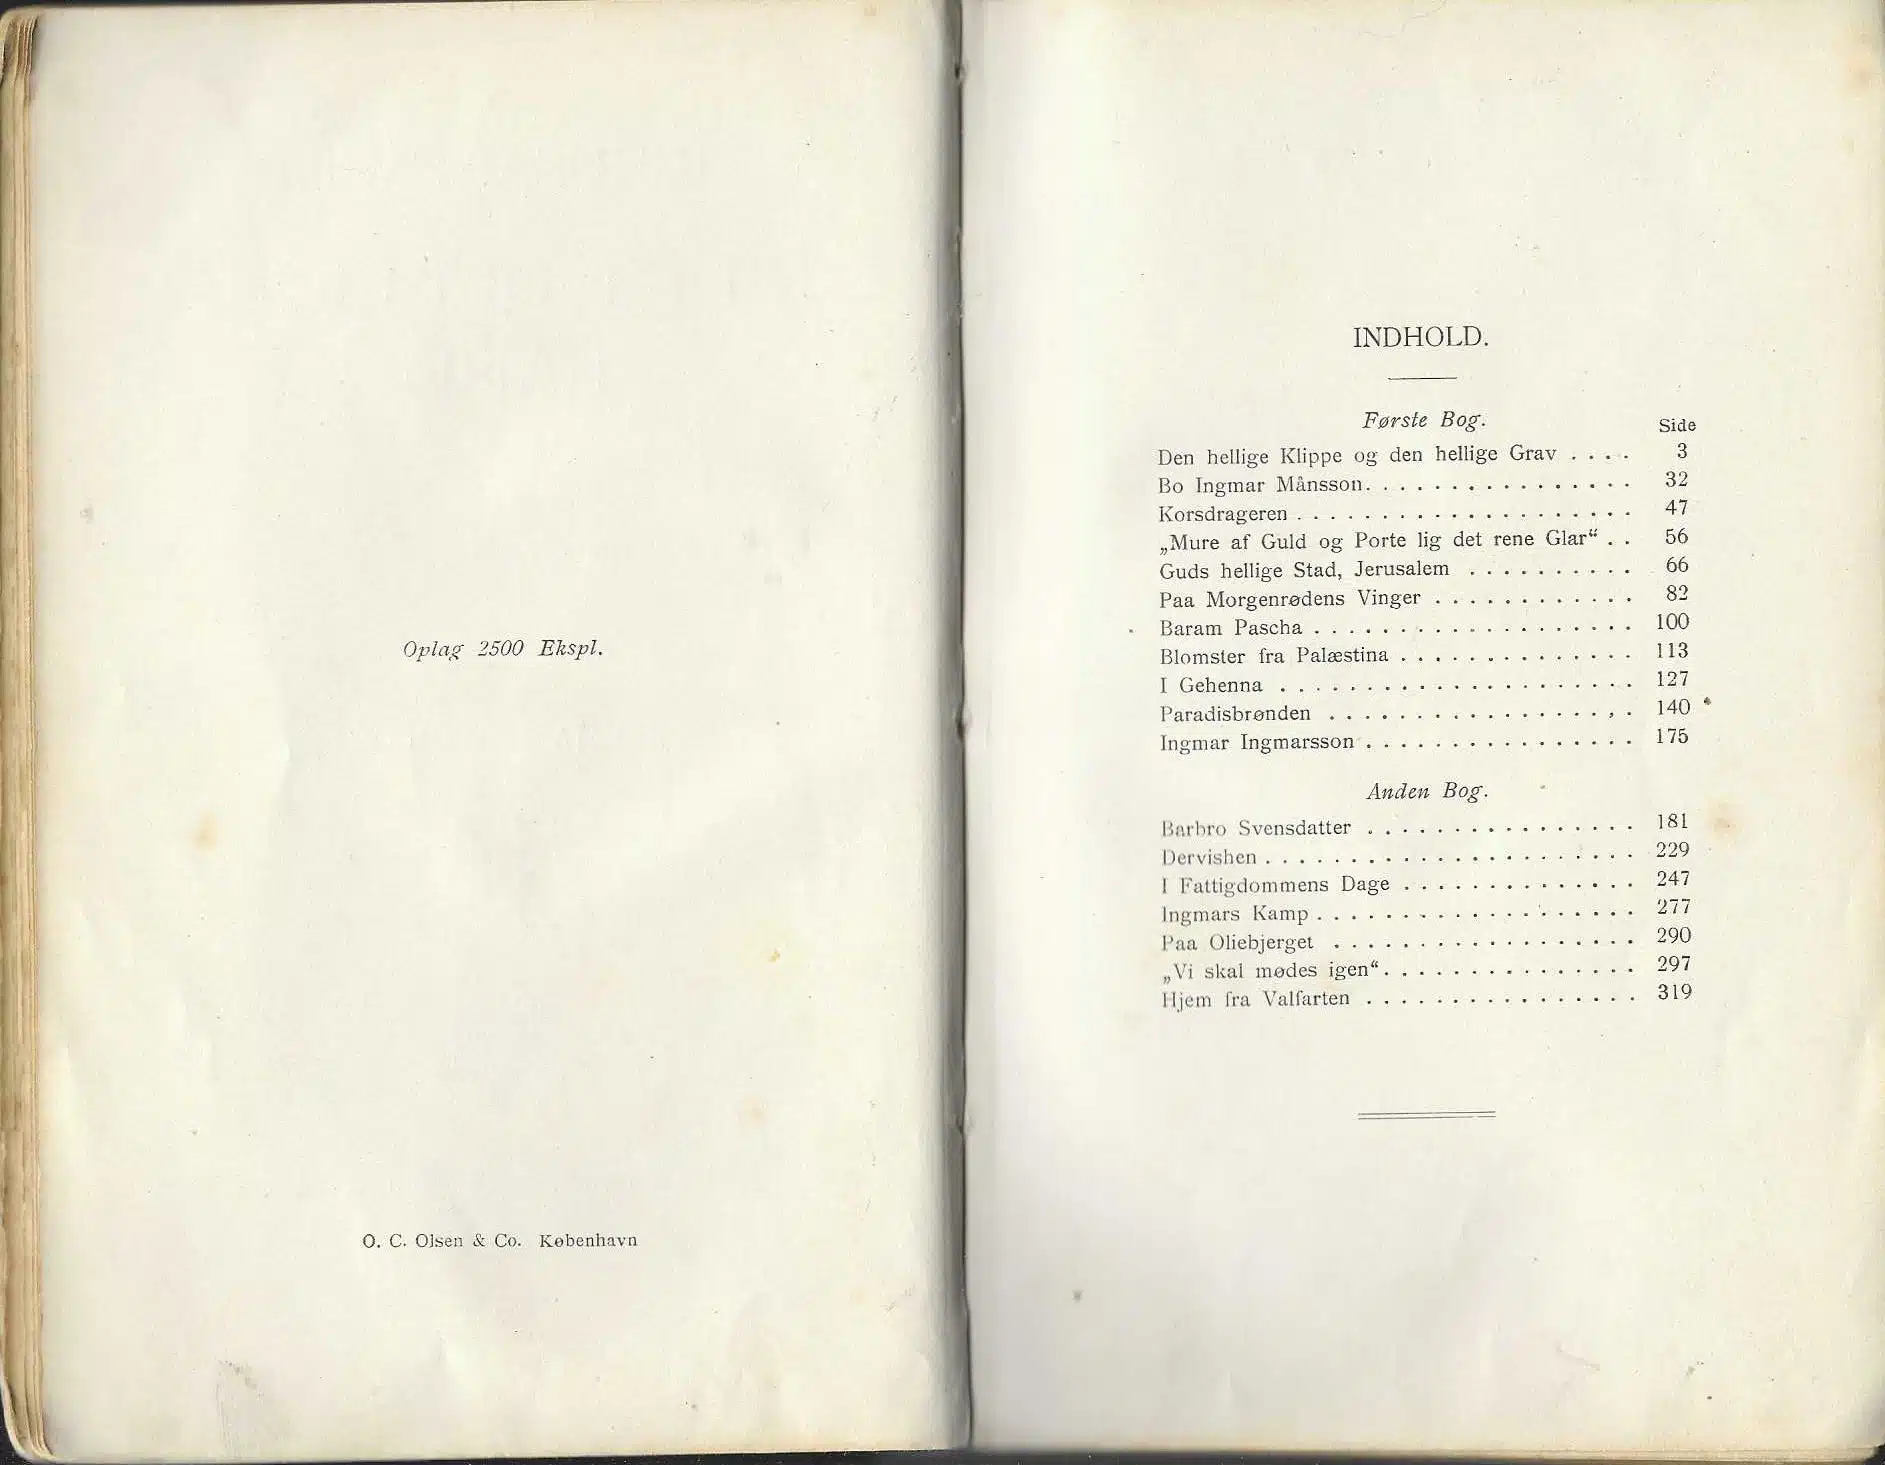 Oplag 2500 Ekspl.
O. C. Olsen & Co. København
INDHOLD.
Første Bog.
Side
Den hellige Klippe og den hellige Grav . . . . 3
Bo Ingmar Månsson. . . . . . . . . . . . . . . . 32
Korsdrageren . . . . . . . . . . . . . . . . . . . . 47
„Mure af Guld og Porte lig det rene Glar“ . . 56
Guds hellige Stad, Jerusalem . . . . . . . . . . 66
Paa Morgenrødens Vinger . . . . . . . . . . . . 82
Baram Pascha . . . . . . . . . . . . . . . . . . . 100
Blomster fra Palæstina . . . . . . . . . . . . . . 113
I Gehenna . . . . . . . . . . . . . . . . . . . . . 127
Paradisbrønden . . . . . . . . . . . . . . . . . . 140
Ingmar Ingmarsson . . . . . . . . . . . . . . . . 175
Anden Bog.
Barbro Svensdatter . . . . . . . . . . . . . . . . 181
Dervishen . . . . . . . . . . . . . . . . . . . . . . 229
I Fattigdommens Dage . . . . . . . . . . . . . . 247
Ingmars Kamp . . . . . . . . . . . . . . . . . . . 277
Paa Oliebjerget . . . . . . . . . . . . . . . . . . 290
„Vi skal mødes igen“. . . . . . . . . . . . . . . 297
Hjem fra Valfarten . . . . . . . . . . . . . . . . 319